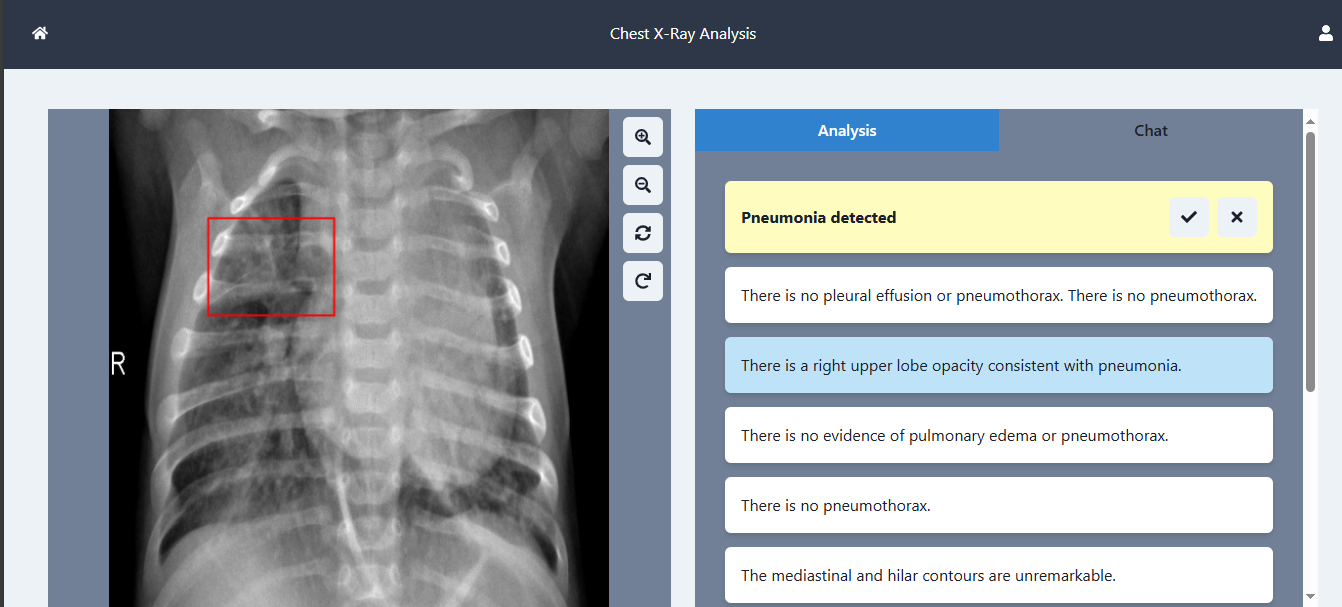 Chest X-Ray Analysis
R
Analysis
Chat
Pneumonia detected
There is no pleural effusion or pneumothorax. There is no pneumothorax.
There is a right upper lobe opacity consistent with pneumonia.
There is no evidence of pulmonary edema or pneumothorax.
There is no pneumothorax.
The mediastinal and hilar contours are unremarkable.